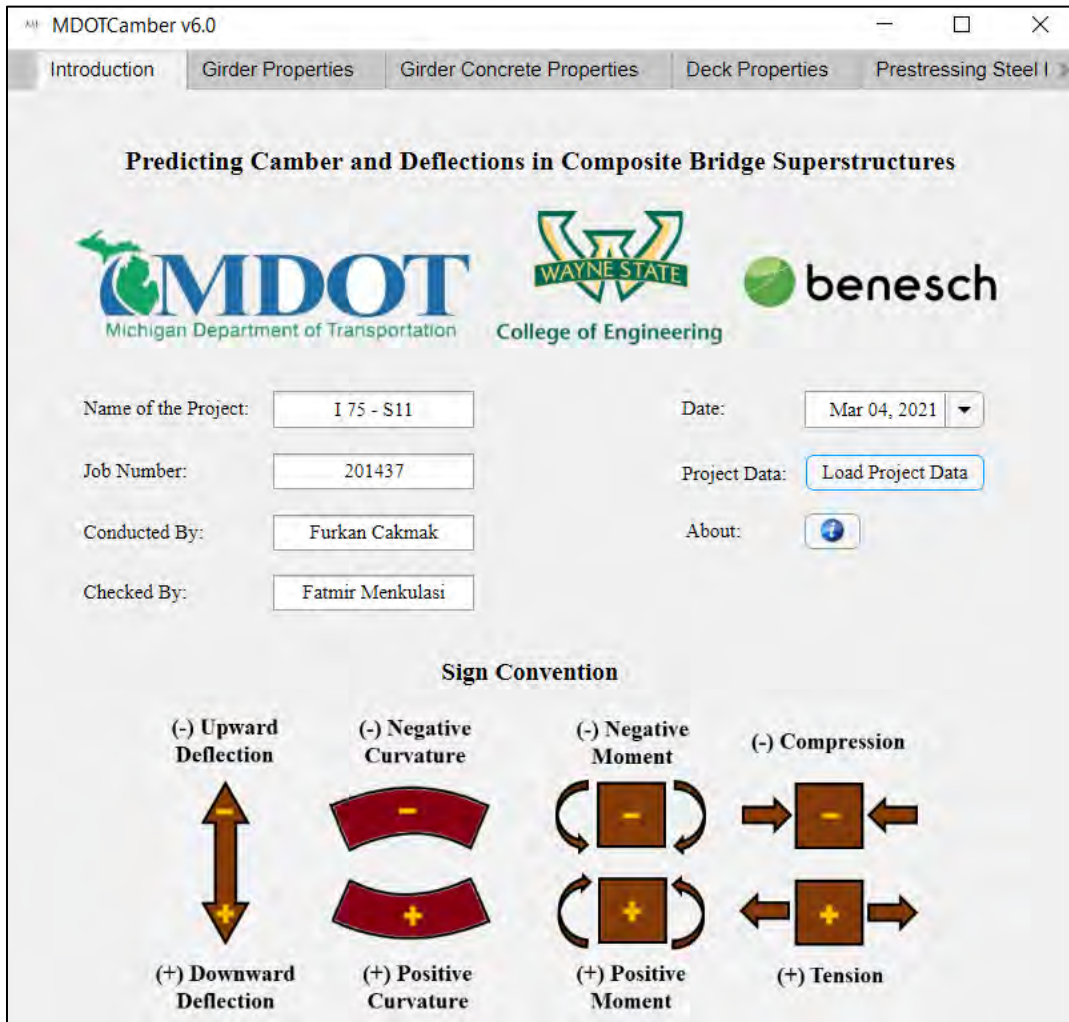 MDOTCamber v6.0
Introduction
Girder Properties
Girder Concrete Properties
Deck Properties
Prestressing Steel I
Predicting Camber and Deflections in Composite Bridge Superstructures
MDOT
Michigan Department of Transportation
W
WAYNE STATE
College of Engineering
benesch
Name of the Project:
I 75 - S11
Date:
Mar 04, 2021
Job Number:
201437
Project Data:
Load Project Data
Conducted By:
Furkan Cakmak
About:
i
Checked By:
Fatmir Menkulasi
Sign Convention
(-) Upward
Deflection
(-) Negative
Curvature
(-) Negative
Moment
(-) Compression
-
-
-
-
+
+
+
+
(+) Downward
Deflection
(+) Positive
Curvature
(+) Positive
Moment
(+) Tension